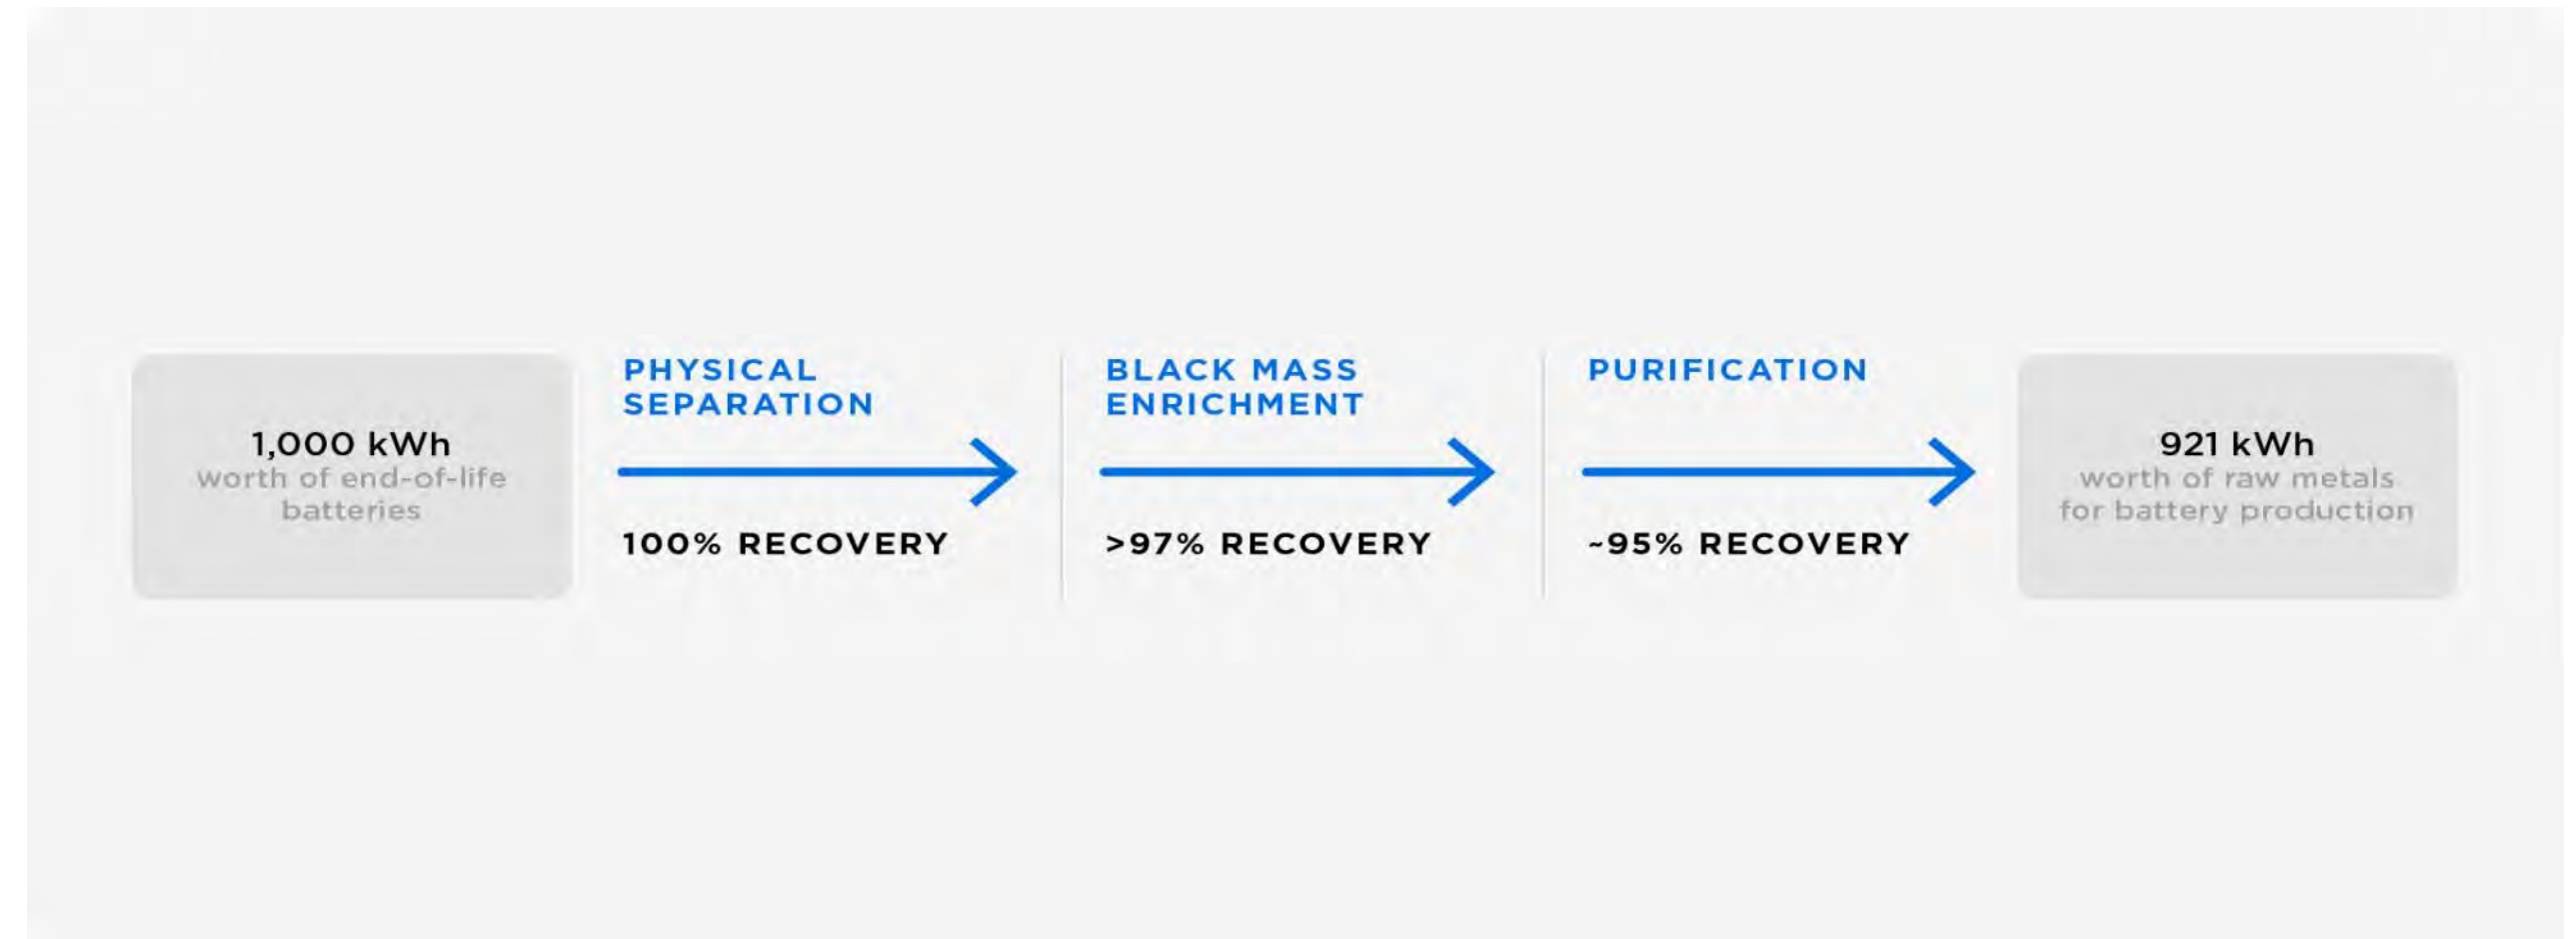 1,000 kWh
worth of end-of-life
batteries
PHYSICAL
SEPARATION
100% RECOVERY
BLACK MASS
ENRICHMENT
>97% RECOVERY
PURIFICATION
~95% RECOVERY
921 kWh
worth of raw metals
for battery production